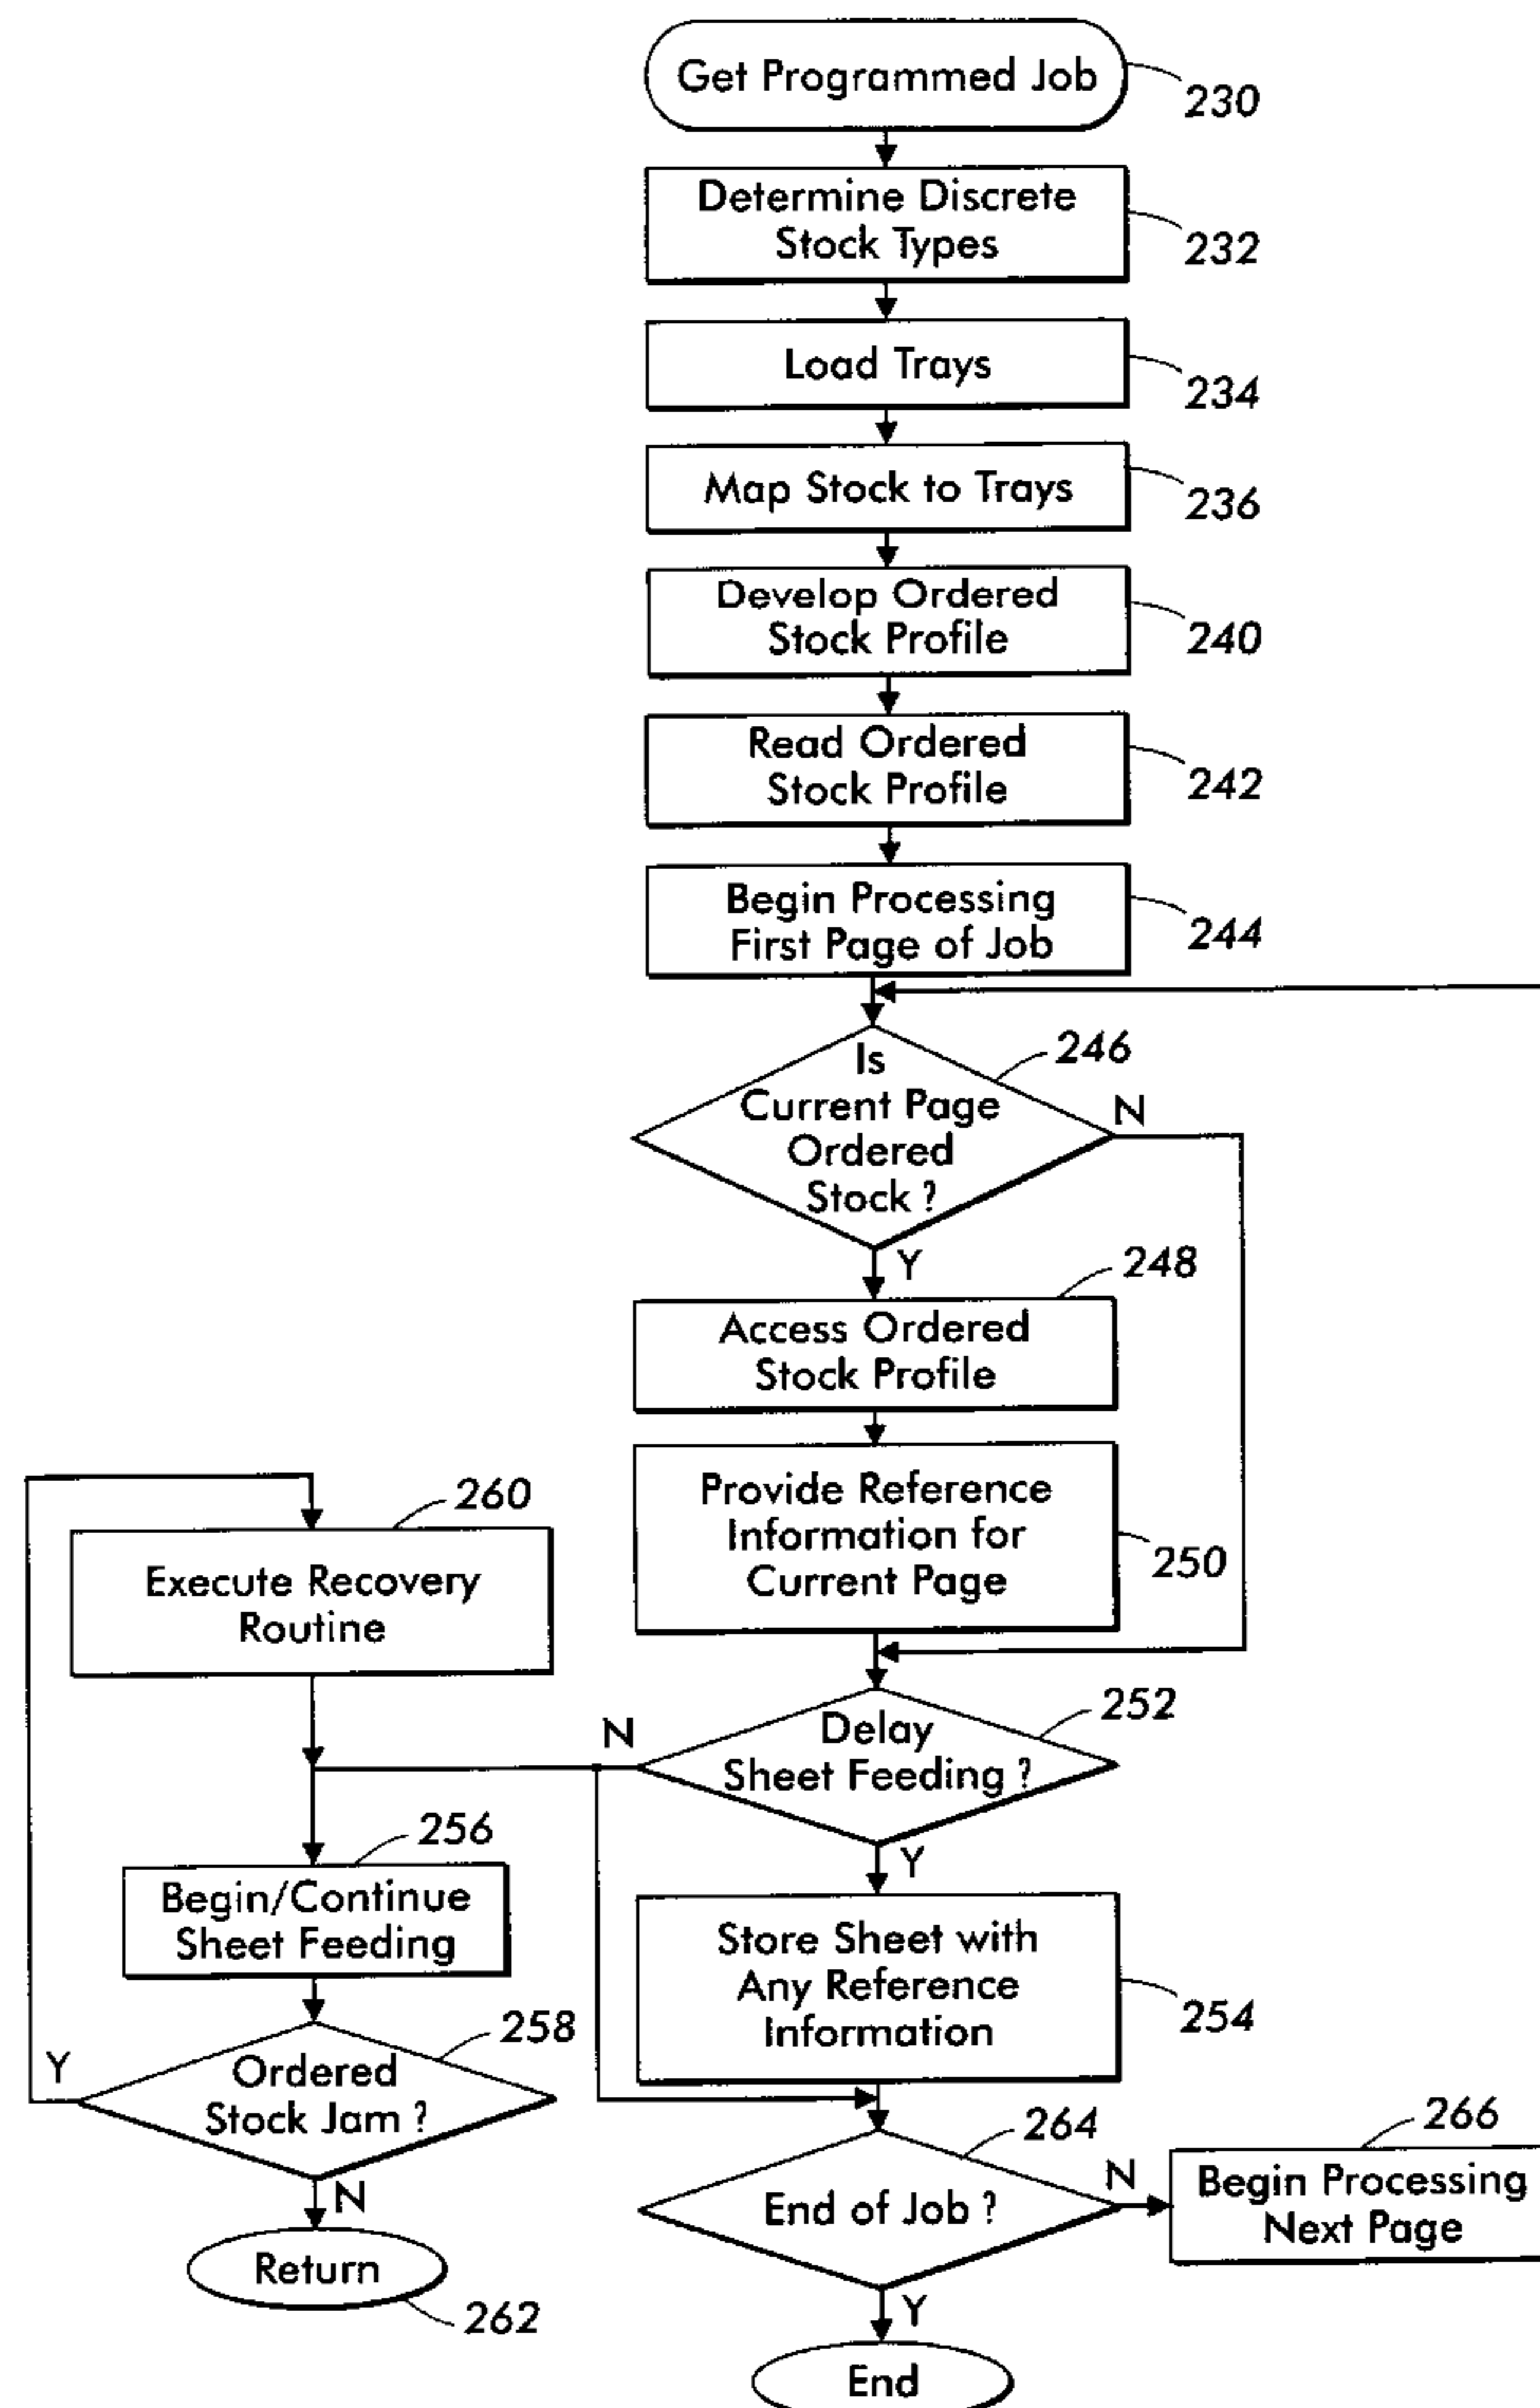 Get Programmed Job
230
Determine Discrete
Stock Types
232
Load Trays
234
Map Stock to Trays
236
Develop Ordered
Stock Profile
240
Read Ordered
Stock Profile
242
Begin Processing
First Page of Job
244
Is
Current Page
Ordered
Stock ?
246
N
Y
248
Access Ordered
Stock Profile
Provide Reference
Information for
Current Page
250
260
Execute Recovery
Routine
252
Delay
Sheet Feeding ?
N
Y
256
Begin/Continue
Sheet Feeding
Store Sheet with
Any Reference
Information
254
258
Ordered
Stock Jam ?
Y
N
Return
262
264
End of Job ?
N
Y
266
Begin Processing
Next Page
End